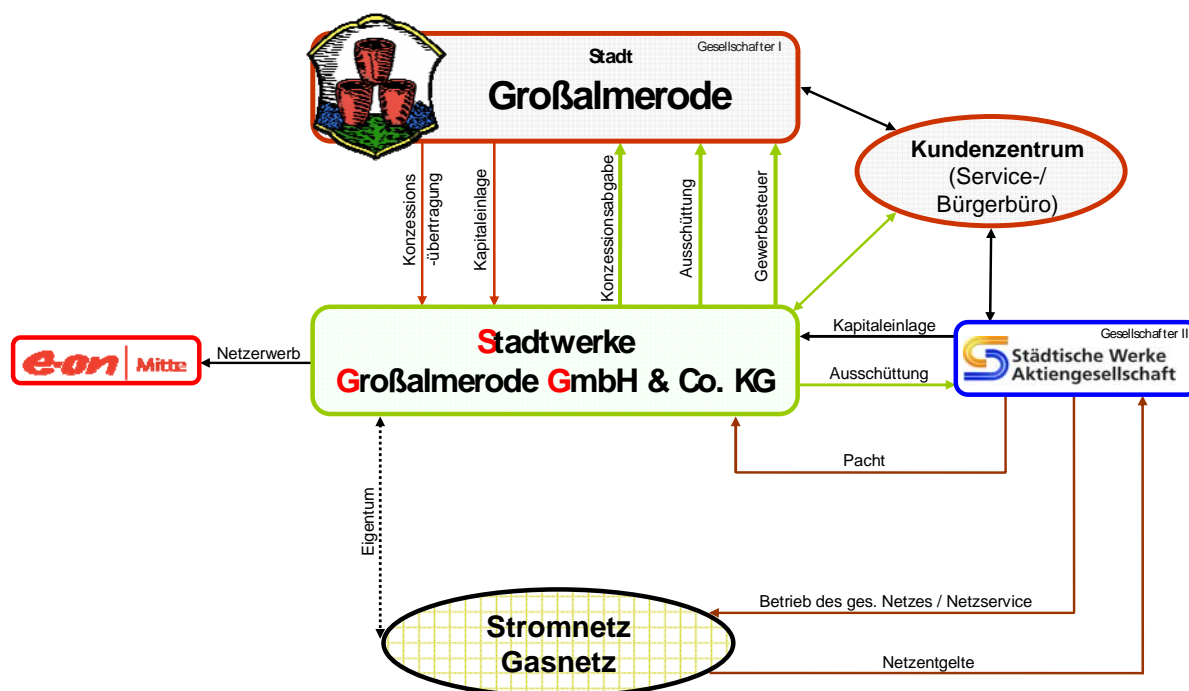 Gesellschafter I
Stadt
Großalmerode
Kundenzentrum
(Service-/
Bürgerbüro)
Konzessions
-übertragung
Kapitaleinlage
Konzessionsabgabe
Ausschüttung
Gewerbesteuer
e-on Mitte
Netzerwerb
Stadtwerke
Großalmerode GmbH & Co. KG
Kapitaleinlage
Ausschüttung
Gesellschafter II
Städtische Werke
Aktiengesellschaft
Pacht
Eigentum
Betrieb des ges. Netzes / Netzservice
Stromnetz
Gasnetz
Netzentgelte